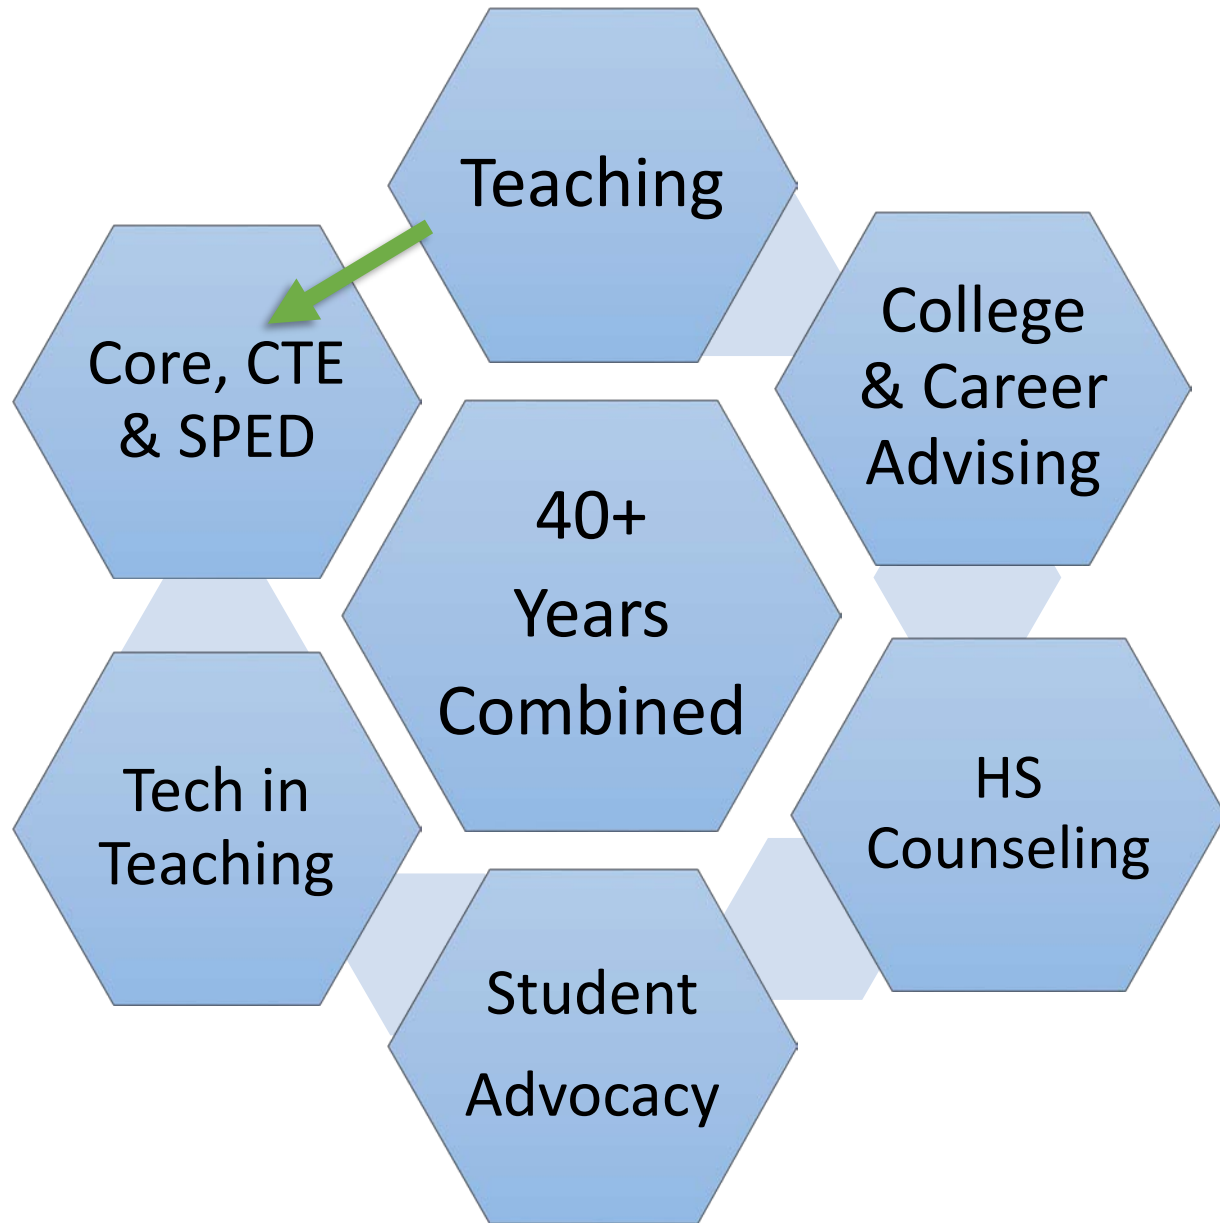 Teaching
College
& Career
Advising
HS
Counseling
Student
Advocacy
Tech in
Teaching
Core, CTE
& SPED
40+
Years
Combined